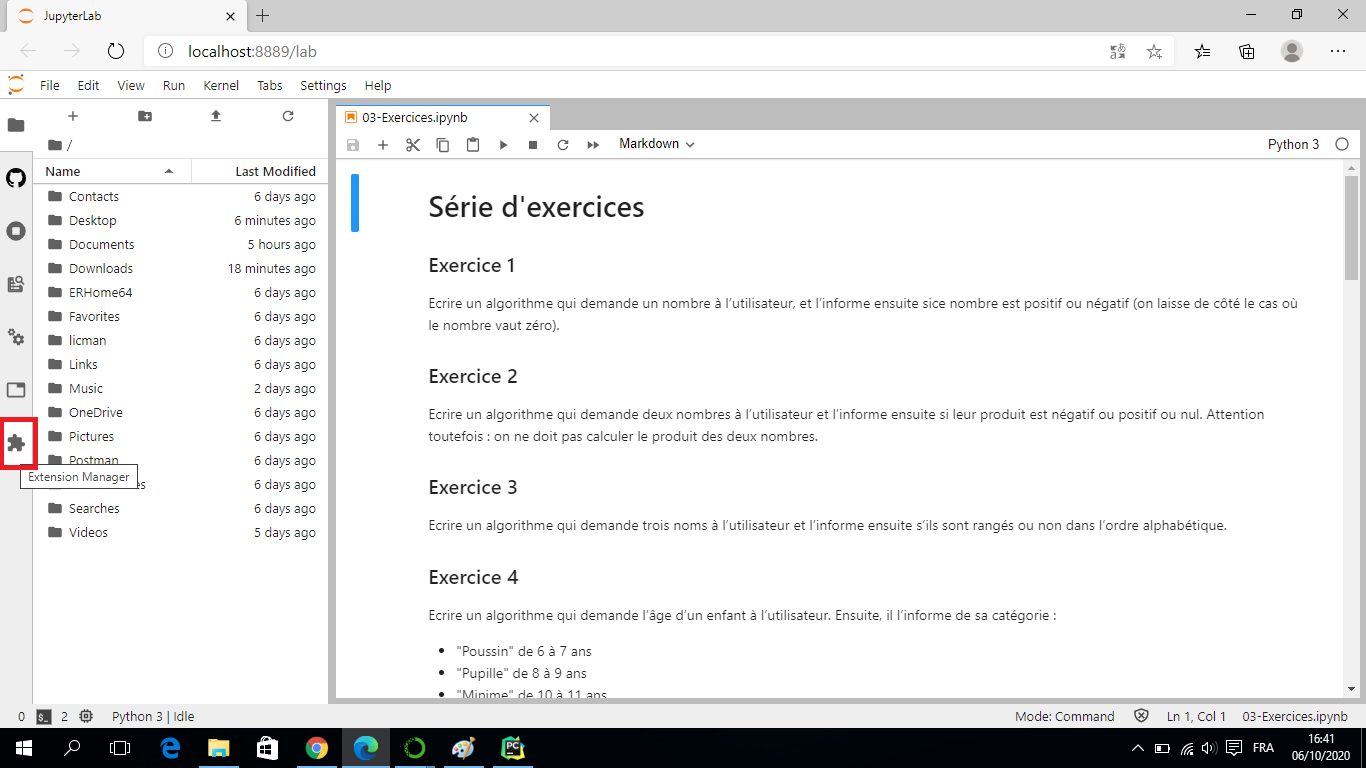 JupyterLab
localhost:8889/lab
File Edit View Run Kernel Tabs Settings Help
03-Exercices.ipynb
/
Markdown
Python 3
Name Last Modified
Contacts 6 days ago
Desktop 6 minutes ago
Documents 5 hours ago
Downloads 18 minutes ago
ERHome64 6 days ago
Favorites 6 days ago
licman 6 days ago
Links 6 days ago
Music 2 days ago
OneDrive 6 days ago
Pictures 6 days ago
Postman 6 days ago
Extension Manager
es 6 days ago
Searches 6 days ago
Videos 5 days ago
Série d'exercices
Exercice 1
Ecrire un algorithme qui demande un nombre à l'utilisateur, et l'informe ensuite sice nombre est positif ou négatif (on laisse de côté le cas où
le nombre vaut zéro).
Exercice 2
Ecrire un algorithme qui demande deux nombres à l'utilisateur et l'informe ensuite si leur produit est négatif ou positif ou nul. Attention
toutefois : on ne doit pas calculer le produit des deux nombres.
Exercice 3
Ecrire un algorithme qui demande trois noms à l'utilisateur et l'informe ensuite s'ils sont rangés ou non dans l'ordre alphabétique.
Exercice 4
Ecrire un algorithme qui demande l'âge d'un enfant à l'utilisateur. Ensuite, il l'informe de sa catégorie :
"Poussin" de 6 à 7 ans
"Pupille" de 8 à 9 ans
"Minime" de 10 à 11 ans
0 $_ 2 Python 3 | Idle Mode: Command Ln 1, Col 1 03-Exercices.ipynb
PC
FRA
16:41
06/10/2020